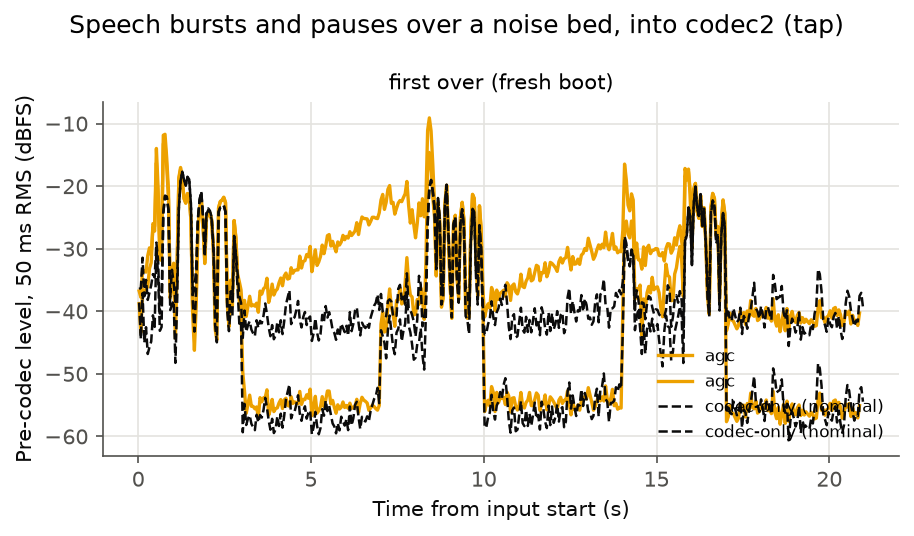 Speech bursts and pauses over a noise bed, into codec2 (tap)
first over (fresh boot)
Pre-codec level, 50 ms RMS (dBFS)
−10
−20
−30
−40
−50
−60
agc
agc
codec-only (nominal)
codec-only (nominal)
0
5
10
15
20
Time from input start (s)